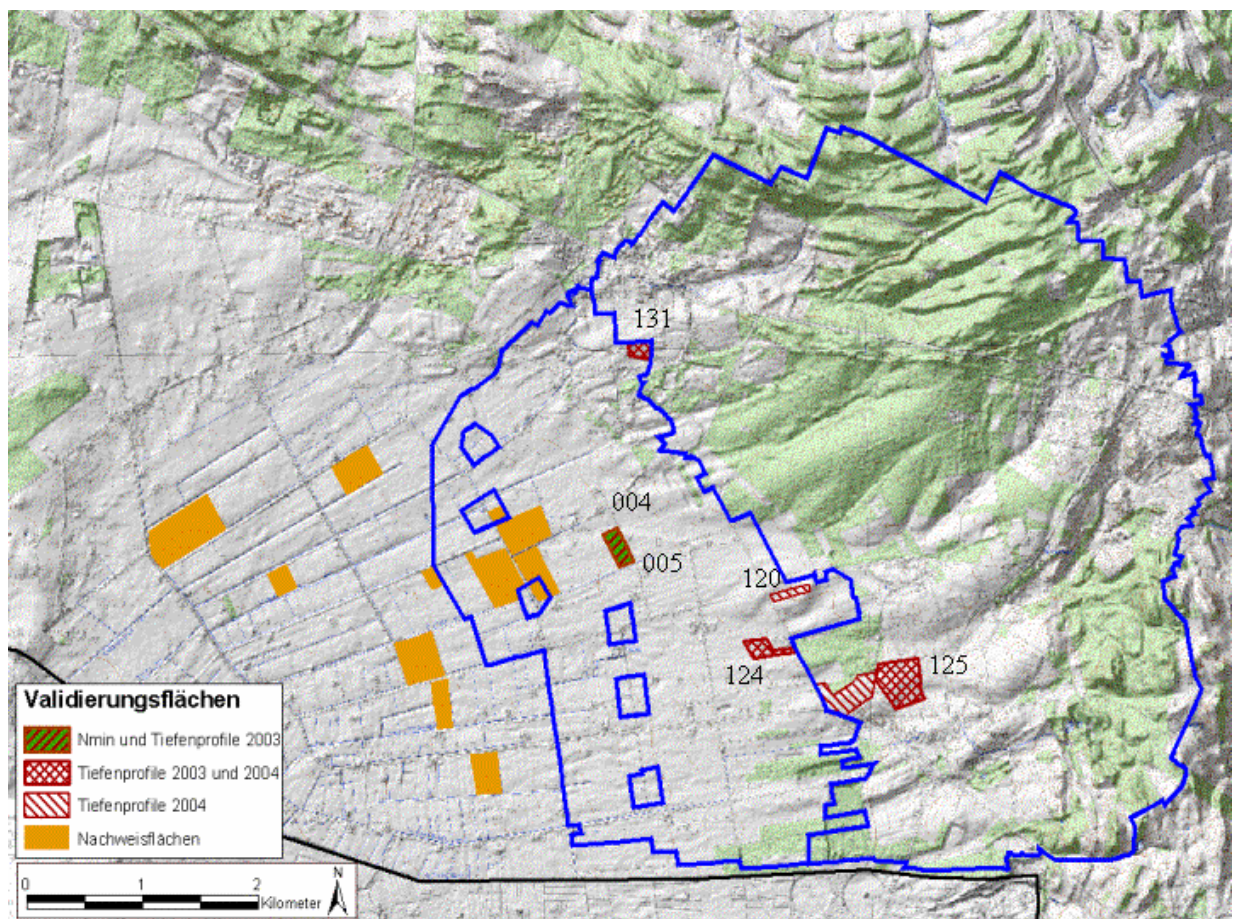 131
004
005
120
124
125
Validierungsflächen
Nmin und Tiefenprofile 2003
Tiefenprofile 2003 und 2004
Tiefenprofile 2004
Nachweisflächen
0 1 2
Kilometer
N